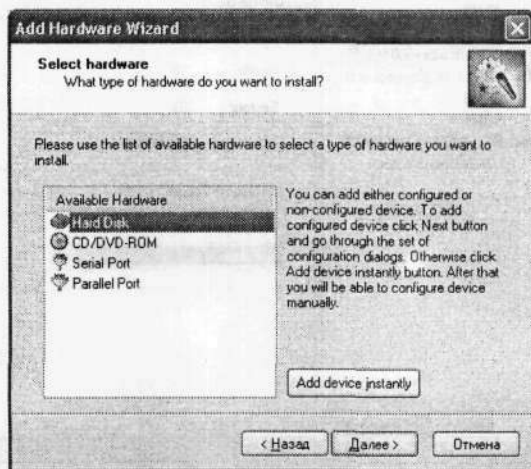 Add Hardware Wizard
Select hardware
What type of hardware do you want to install?
Please use the list of available hardware to select a type of hardware you want to
install.
Available Hardware
Hard Disk
CD/DVD-ROM
Serial Port
Parallel Port
You can add either configured or
non-configured device. To add
configured device click Next button
and go through the set of
configuration dialogs. Otherwise click
Add device instantly button. After that
you will be able to configure device
manually.
Add device instantly
< Назад
Далее >
Отмена